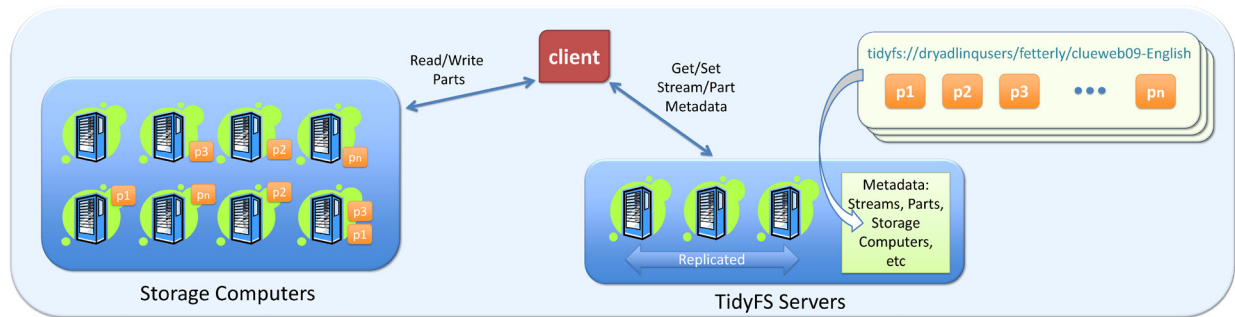 Read/Write
Parts
client
Get/Set
Stream/Part
Metadata
tidyfs://dryadlinqusers/fetterly/clueweb09-English
p1 p2 p3 ••• pn
p3 p2 pn
p1 pn p2 p3
p1
Storage Computers
Replicated
Metadata:
Streams, Parts,
Storage
Computers,
etc
TidyFS Servers